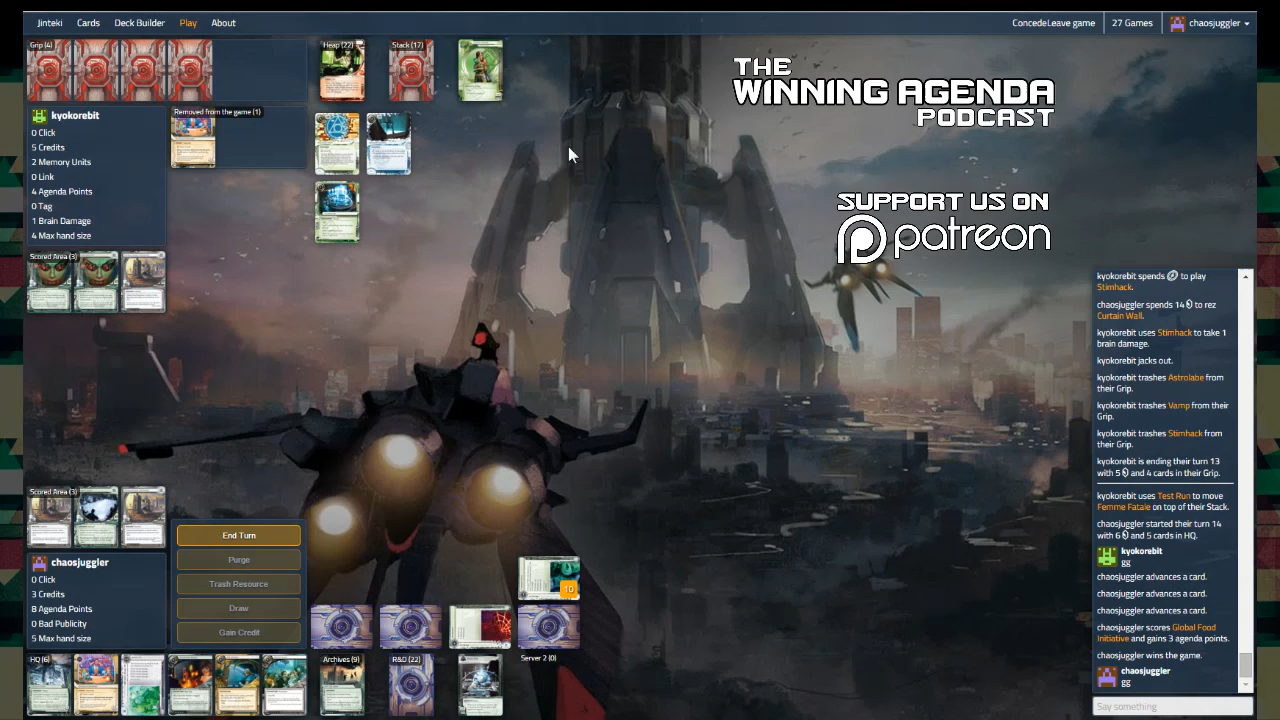 Jinteki Cards Deck Builder Play About
ConcedeLeave game 27 Games chaosjuggler
Grip (4)
Heap (22)
Stack (17)
THE
WINNING AGENDA
PODCAST
SUPPORT US ON
patreon
kyokorebit
0 Click
5 Credits
2 Memory Units
0 Link
4 Agenda Points
0 Tag
1 Brain Damage
4 Max hand size
Removed from the game (1)
Scored Area (3)
kyokorebit spends to play
Stimhack.
chaosjuggler spends 14 to rez
Curtain Wall.
kyokorebit uses Stimhack to take 1
brain damage.
kyokorebit jacks out.
kyokorebit trashes Astrolabe from
their Grip.
kyokorebit trashes Vamp from their
Grip.
kyokorebit trashes Stimhack from
their Grip.
kyokorebit is ending their turn 13
with 5 and 4 cards in their Grip.
kyokorebit uses Test Run to move
Femme Fatale on top of their Stack.
chaosjuggler started their turn 14
with 6 and 5 cards in HQ.
kyokorebit
gg
chaosjuggler advances a card.
chaosjuggler advances a card.
chaosjuggler advances a card.
chaosjuggler scores Global Food
Initiative and gains 3 agenda points.
chaosjuggler wins the game.
chaosjuggler
gg
Say something
Scored Area (3)
chaosjuggler
0 Click
3 Credits
8 Agenda Points
0 Bad Publicity
5 Max hand size
End Turn
Purge
Trash Resource
Draw
Gain Credit
10
Server 2 (0)
HQ (6)
Archives (9)
R&D (22)